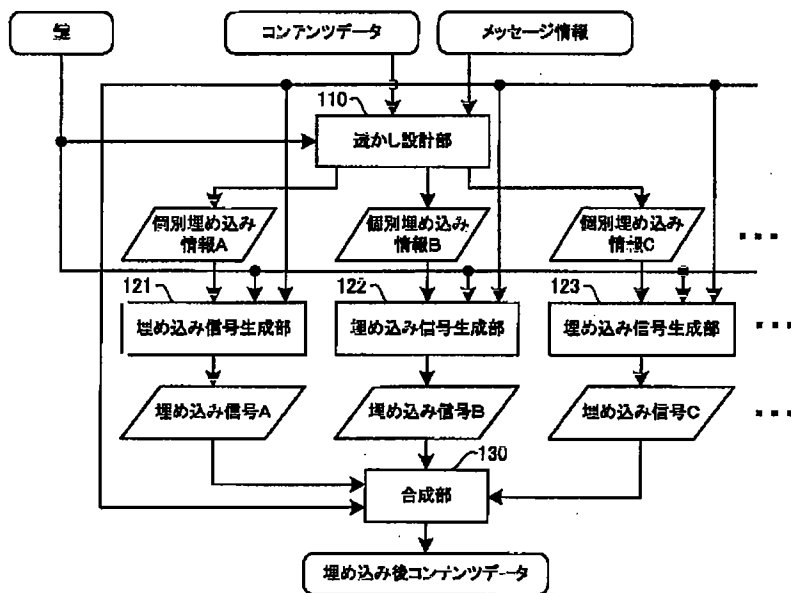 鍵
コンテンツデータ
メッセージ情報
110
透かし設計部
個別埋め込み
情報A
個別埋め込み
情報B
個別埋め込み
情報C
121
122
123
埋め込み信号生成部
埋め込み信号生成部
埋め込み信号生成部
埋め込み信号A
埋め込み信号B
埋め込み信号C
130
合成部
埋め込み後コンテンツデータ